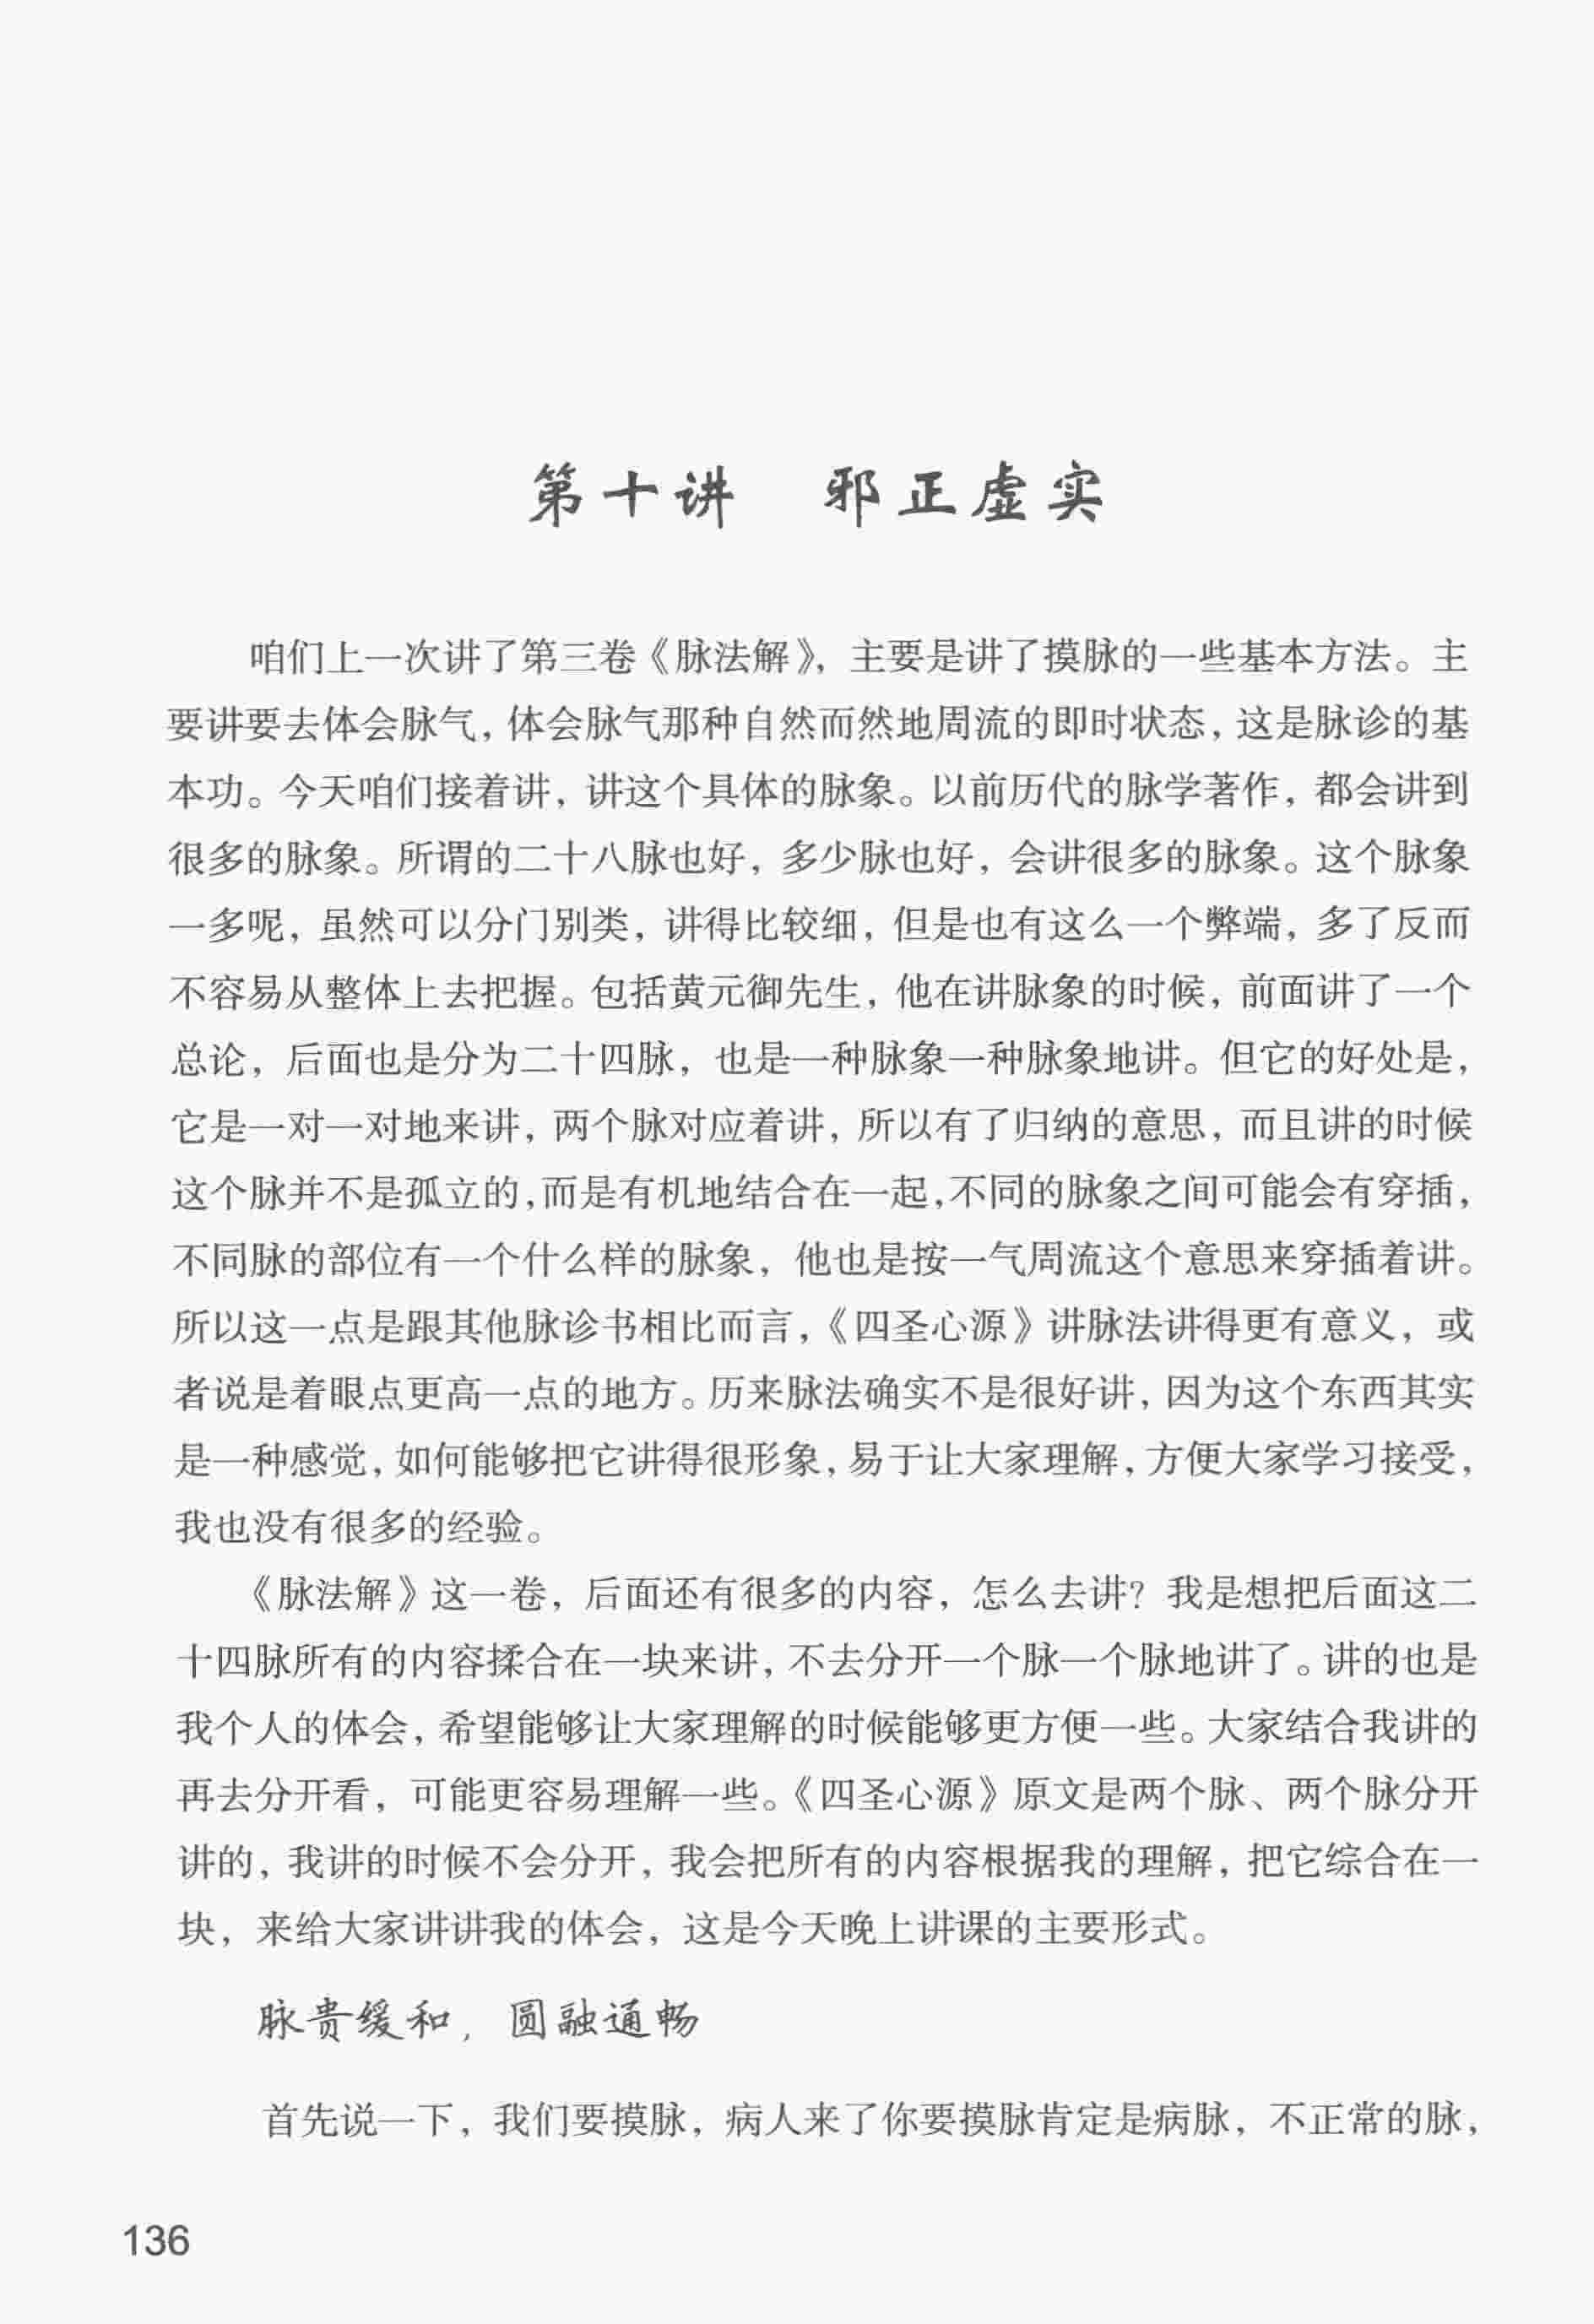 第十讲 邪正虚实
咱们上一次讲了第三卷《脉法解》，主要是讲了摸脉的一些基本方法。主
要讲要去体会脉气，体会脉气那种自然而然地周流的即时状态，这是脉诊的基
本功。今天咱们接着讲，讲这个具体的脉象。以前历代的脉学著作，都会讲到
很多的脉象。所谓的二十八脉也好，多少脉也好，会讲很多的脉象。这个脉象
一多呢，虽然可以分门别类，讲得比较细，但是也有这么一个弊端，多了反而
不容易从整体上去把握。包括黄元御先生，他在讲脉象的时候，前面讲了一个
总论，后面也是分为二十四脉，也是一种脉象一种脉象地讲。但它的好处是，
它是一对一对地来讲，两个脉对应着讲，所以有了归纳的意思，而且讲的时候
这个脉并不是孤立的，而是有机地结合在一起，不同的脉象之间可能会有穿插，
不同脉的部位有一个什么样的脉象，他也是按一气周流这个意思来穿插着讲。
所以这一点是跟其他脉诊书相比而言，《四圣心源》讲脉法讲得更有意义，或
者说是着眼点更高一点的地方。历来脉法确实不是很好讲，因为这个东西其实
是一种感觉，如何能够把它讲得很形象，易于让大家理解，方便大家学习接受，
我也没有很多的经验。
《脉法解》这一卷，后面还有很多的内容，怎么去讲？我是想把后面这二
十四脉所有的内容揉合在一块来讲，不去分开一个脉一个脉地讲了。讲的也是
我个人的体会，希望能够让大家理解的时候能够更方便一些。大家结合我讲的
再去分开看，可能更容易理解一些。《四圣心源》原文是两个脉、两个脉分开
讲的，我讲的时候不会分开，我会把所有的内容根据我的理解，把它综合在一
块，来给大家讲讲我的体会，这是今天晚上讲课的主要形式。
脉贵缓和，圆融通畅
首先说一下，我们要摸脉，病人来了你要摸脉肯定是病脉，不正常的脉，
136